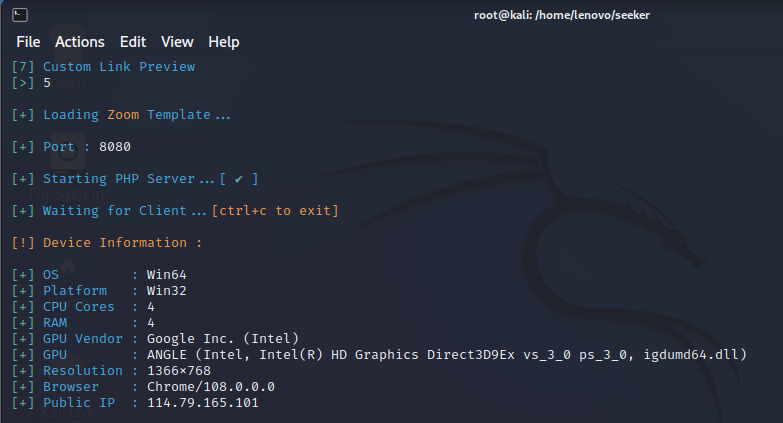 root@kali: /home/lenovo/seeker
File Actions Edit View Help
[7] Custom Link Preview
[>] 5
[+] Loading Zoom Template ...
[+] Port : 8080
[+] Starting PHP Server ... [ ✔ ]
[+] Waiting for Client ... [ctrl+c to exit]
[!] Device Information :
[+] OS : Win64
[+] Platform : Win32
[+] CPU Cores : 4
[+] RAM : 4
[+] GPU Vendor : Google Inc. (Intel)
[+] GPU : ANGLE (Intel, Intel(R) HD Graphics Direct3D9Ex vs_3_0 ps_3_0, igdumd64.dll)
[+] Resolution : 1366×768
[+] Browser : Chrome/108.0.0.0
[+] Public IP : 114.79.165.101